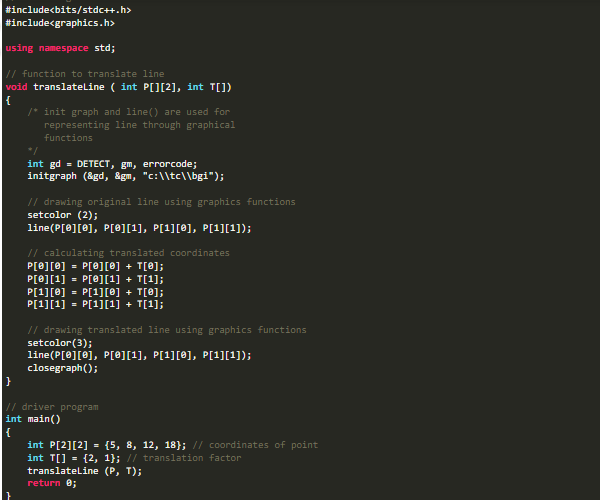 #include<bits/stdc++.h>
#include<graphics.h>
using namespace std;
// function to translate line
void translateLine ( int P[][2], int T[])
{
/* init graph and line() are used for
representing line through graphical
functions
*/
int gd = DETECT, gm, errorcode;
initgraph (&gd, &gm, "c:\\tc\\bgi");
// drawing original line using graphics functions
setcolor (2);
line(P[0][0], P[0][1], P[1][0], P[1][1]);
// calculating translated coordinates
P[0][0] = P[0][0] + T[0];
P[0][1] = P[0][1] + T[1];
P[1][0] = P[1][0] + T[0];
P[1][1] = P[1][1] + T[1];
// drawing translated line using graphics functions
setcolor(3);
line(P[0][0], P[0][1], P[1][0], P[1][1]);
closegraph();
}
// driver program
int main()
{
int P[2][2] = {5, 8, 12, 18}; // coordinates of point
int T[] = {2, 1}; // translation factor
translateLine (P, T);
return 0;
}